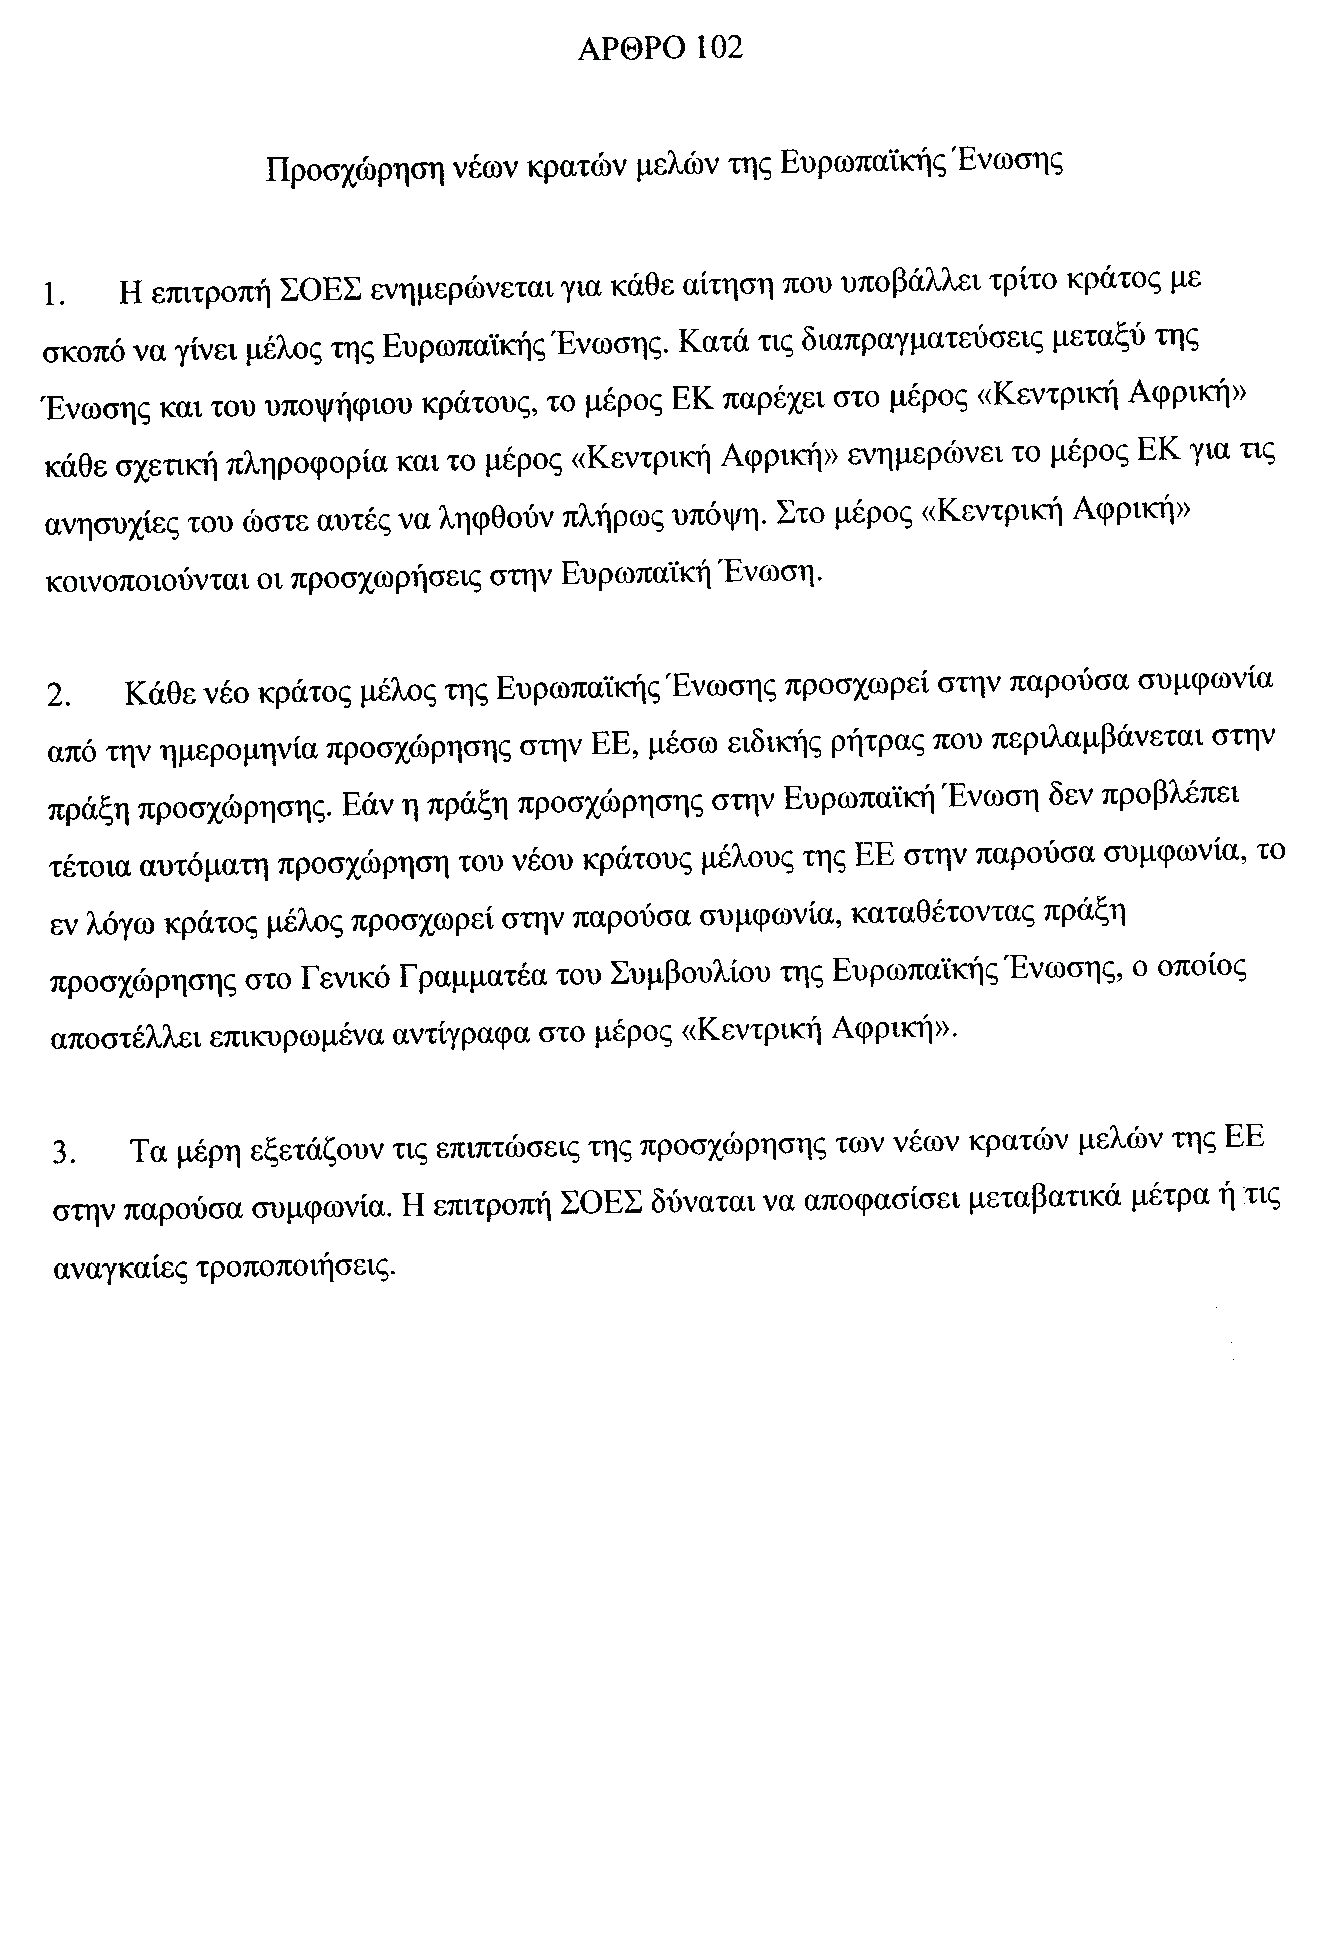 ΑΡΘΡΟ 102
Προσχώρηση νέων κρατών μελών της Ευρωπαϊκής Ένωσης
1. Η επιτροπή ΣΟΕΣ ενημερώνεται για κάθε αίτηση που υποβάλλει τρίτο κράτος με
σκοπό να γίνει μέλος της Ευρωπαϊκής Ένωσης. Κατά τις διαπραγματεύσεις μεταξύ της
Ένωσης και του υποψήφιου κράτους, το μέρος ΕΚ παρέχει στο μέρος «Κεντρική Αφρική»
κάθε σχετική πληροφορία και το μέρος «Κεντρική Αφρική» ενημερώνει το μέρος ΕΚ για τις
ανησυχίες του ώστε αυτές να ληφθούν πλήρως υπόψη. Στο μέρος «Κεντρική Αφρική»
κοινοποιούνται οι προσχωρήσεις στην Ευρωπαϊκή Ένωση.
2. Κάθε νέο κράτος μέλος της Ευρωπαϊκής Ένωσης προσχωρεί στην παρούσα συμφωνία
από την ημερομηνία προσχώρησης στην ΕΕ, μέσω ειδικής ρήτρας που περιλαμβάνεται στην
πράξη προσχώρησης. Εάν η πράξη προσχώρησης στην Ευρωπαϊκή Ένωση δεν προβλέπει
τέτοια αυτόματη προσχώρηση του νέου κράτους μέλους της ΕΕ στην παρούσα συμφωνία, το
εν λόγω κράτος μέλος προσχωρεί στην παρούσα συμφωνία, καταθέτοντας πράξη
προσχώρησης στο Γενικό Γραμματέα του Συμβουλίου της Ευρωπαϊκής Ένωσης, ο οποίος
αποστέλλει επικυρωμένα αντίγραφα στο μέρος «Κεντρική Αφρική».
3. Τα μέρη εξετάζουν τις επιπτώσεις της προσχώρησης των νέων κρατών μελών της ΕΕ
στην παρούσα συμφωνία. Η επιτροπή ΣΟΕΣ δύναται να αποφασίσει μεταβατικά μέτρα ή τις
αναγκαίες τροποποιήσεις.